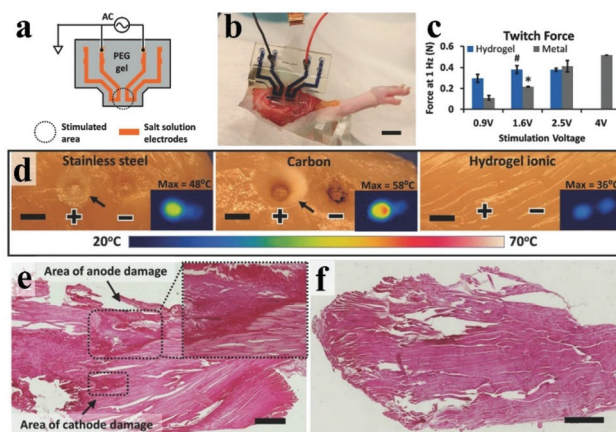 a
AC
PEG
gel
Stimulated
area
Salt solution
electrodes
b
c
Twitch Force
Hydrogel
Metal
Force at 1 Hz (N)
0.6
0.4
0.2
0
#
*
0.9V
1.6V
2.5V
4V
Stimulation Voltage
d
Stainless steel
Max = 48°C
+
−
Carbon
Max = 58°C
+
−
Hydrogel ionic
Max = 36°C
+
−
20°C
70°C
e
Area of anode damage
Area of cathode damage
f